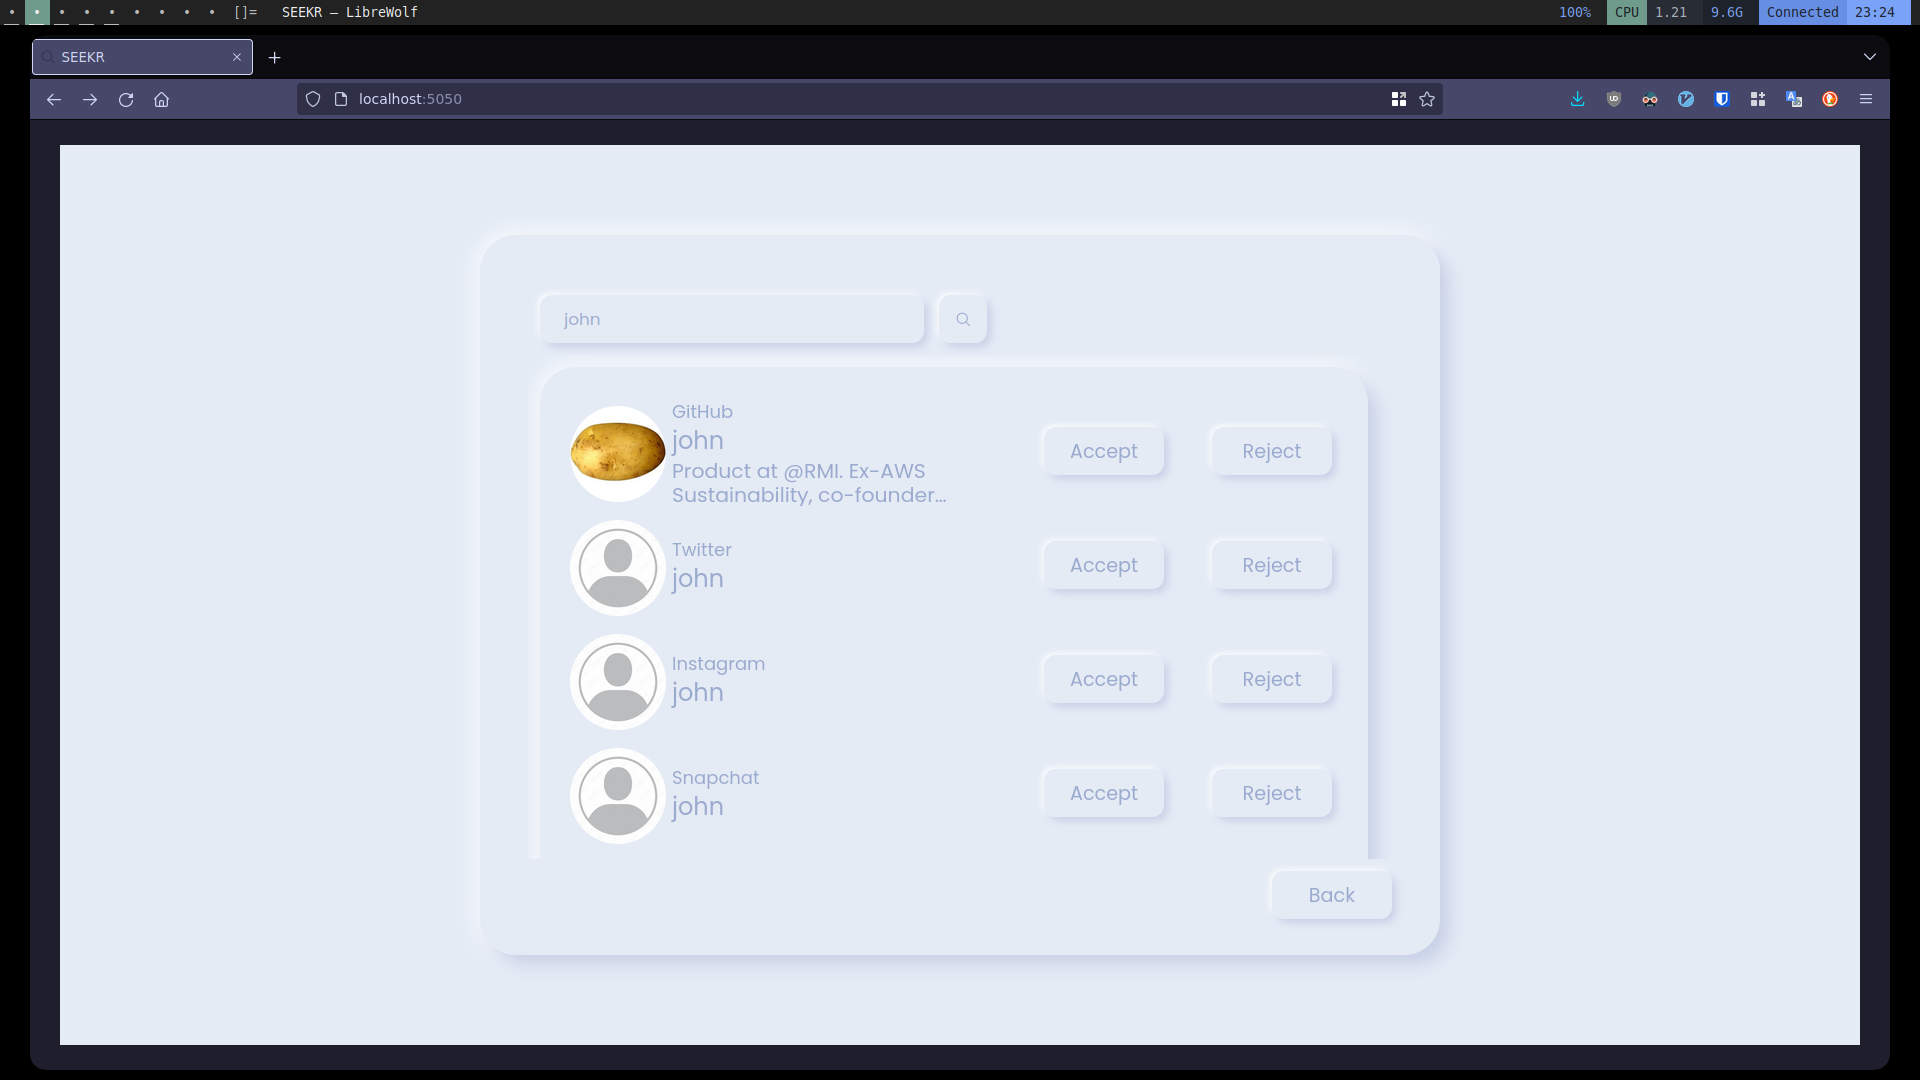 []= SEEKR — LibreWolf 100% CPU 1.21 9.6G Connected 23:24
SEEKR
localhost:5050
john
GitHub
john
Product at @RMI. Ex-AWS
Sustainability, co-founder...
Accept Reject
Twitter
john
Accept Reject
Instagram
john
Accept Reject
Snapchat
john
Accept Reject
Back